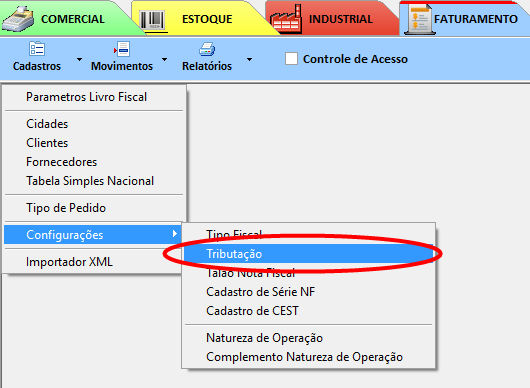 COMERCIAL
ESTOQUE
INDUSTRIAL
FATURAMENTO
Cadastros
Movimentos
Relatórios
Controle de Acesso
Parametros Livro Fiscal
Cidades
Clientes
Fornecedores
Tabela Simples Nacional
Tipo de Pedido
Configurações
Importador XML
Tipo Fiscal
Tributação
Talão Nota Fiscal
Cadastro de Série NF
Cadastro de CEST
Natureza de Operação
Complemento Natureza de Operação